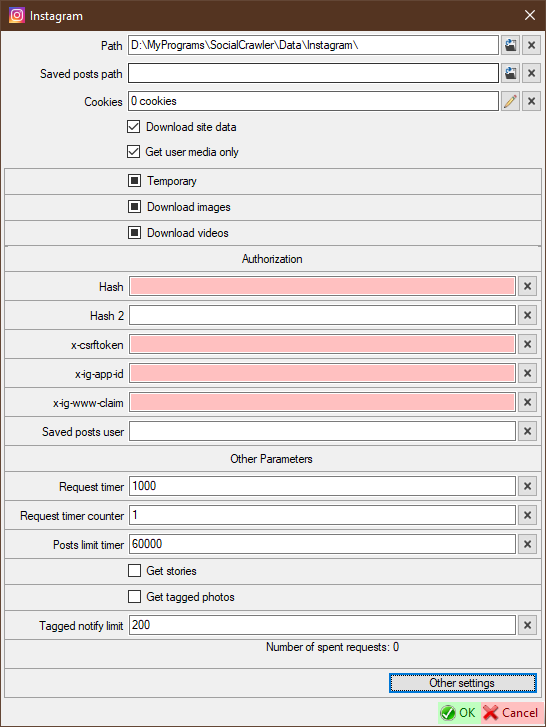 Instagram
Path D:\MyPrograms\SocialCrawler\Data\Instagram\
Saved posts path
Cookies 0 cookies
Download site data
Get user media only
Temporary
Download images
Download videos
Authorization
Hash
Hash 2
x-csrftoken
x-ig-app-id
x-ig-www-claim
Saved posts user
Other Parameters
Request timer 1000
Request timer counter 1
Posts limit timer 60000
Get stories
Get tagged photos
Tagged notify limit 200
Number of spent requests: 0
Other settings
OK Cancel